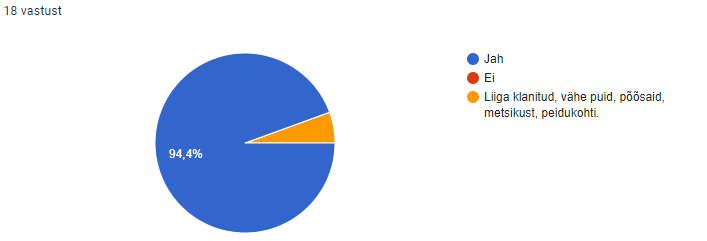 18 vastust
94,4%
Jah
Ei
Liiga klanitud, vähe puid, põõsaid,
metsikust, peidukohti.